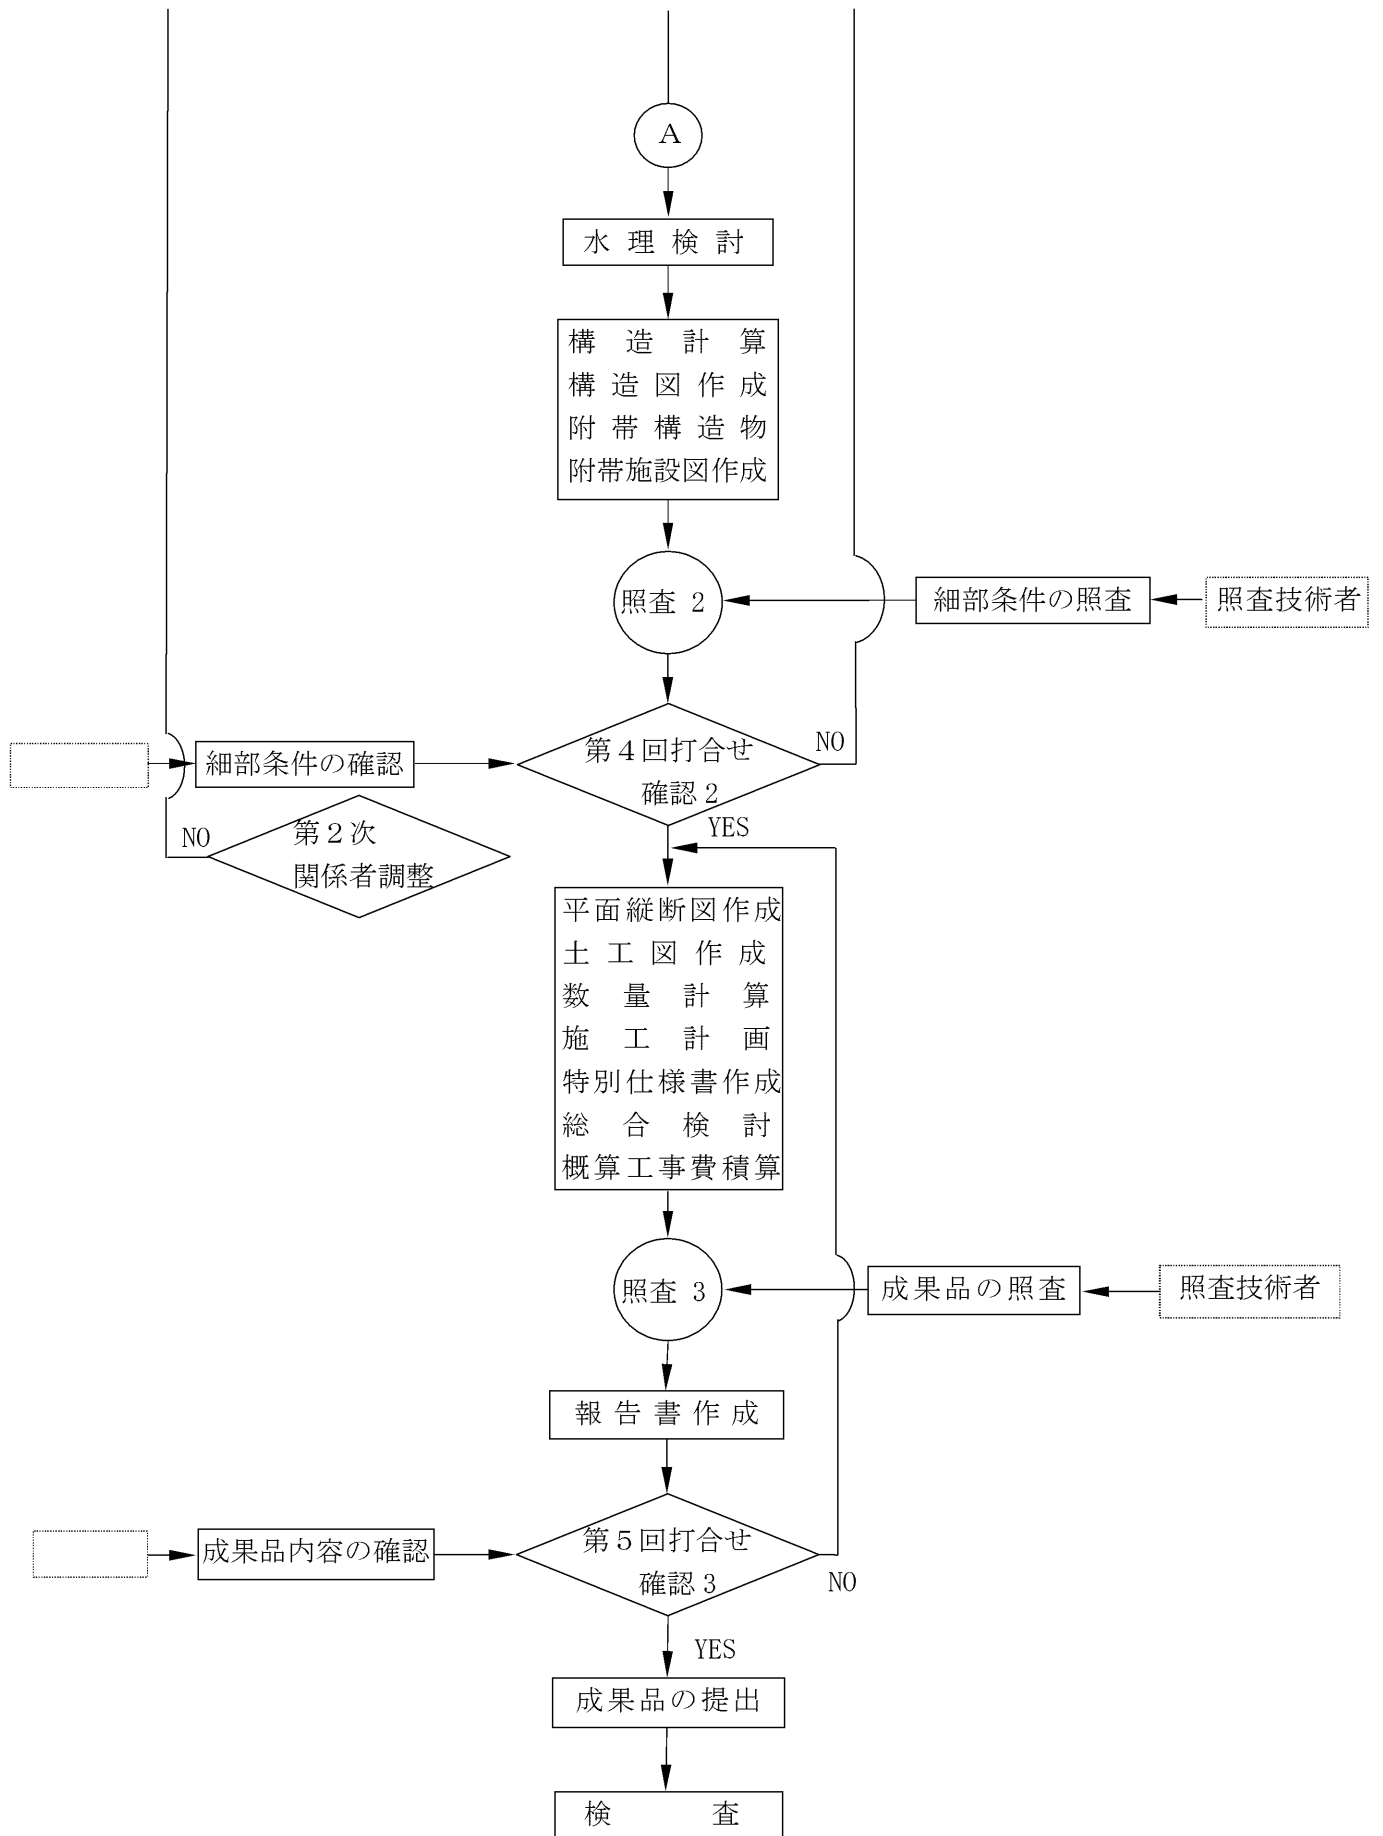 A
水理検討
構造計算
構造図作成
附帯構造物
附帯施設図作成
照査 2
細部条件の照査
照査技術者
細部条件の確認
第４回打合せ
確認２
NO
YES
NO
第２次
関係者調整
平面縦断図作成
土工図作成
数量計算
施工計画
特別仕様書作成
総合検討
概算工事費積算
照査 3
成果品の照査
照査技術者
報告書作成
成果品内容の確認
第５回打合せ
確認３
NO
YES
成果品の提出
検査